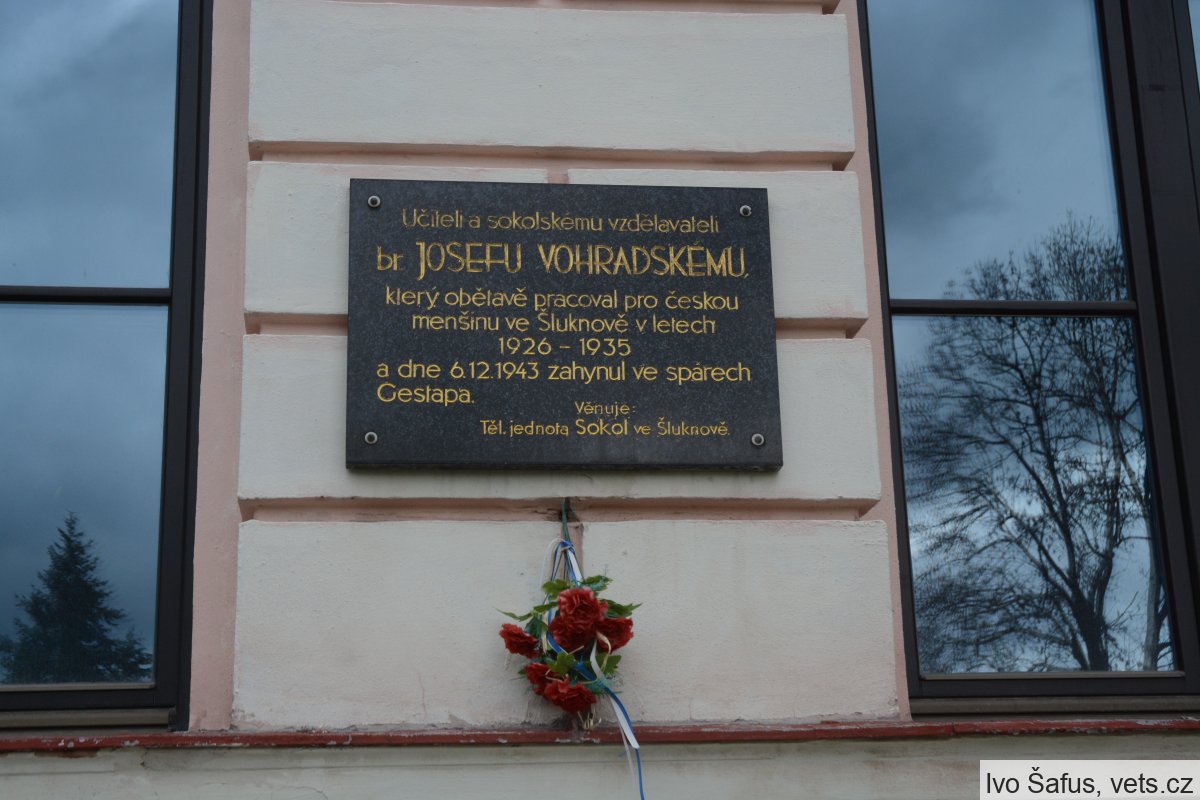 Učiteli a sokolskému vzdělavateli
br. JOSEFU VOHRADSKÉMU,
který obětavě pracoval pro českou
menšinu ve Šluknově v letech
1926 - 1935
a dne 6.12.1943 zahynul ve spárech
Gestapa.
Věnuje:
Těl. jednota Sokol ve Šluknově.
Ivo Šafus, vets.cz